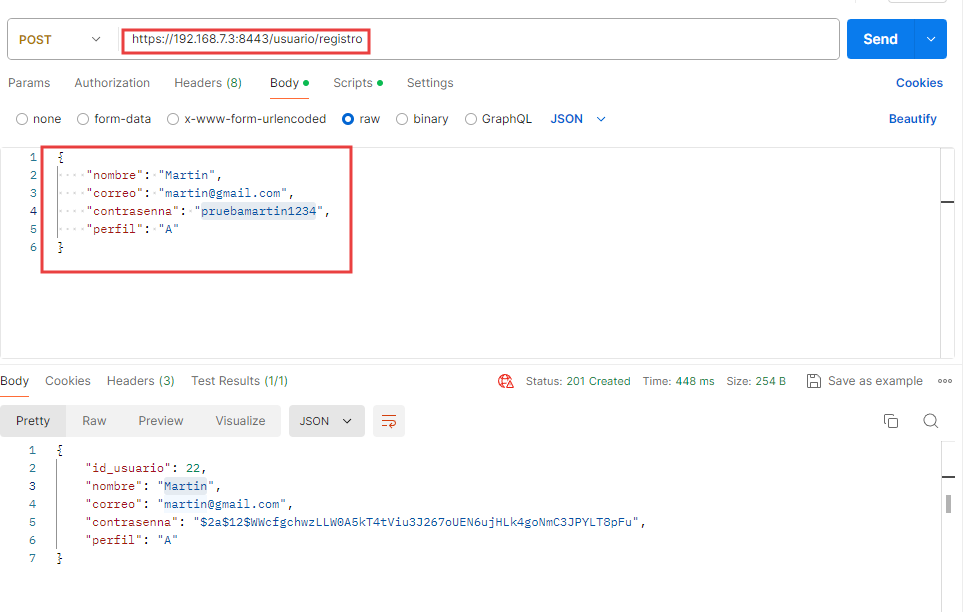 POST https://192.168.7.3:8443/usuario/registro Send
Params Authorization Headers (8) Body Scripts Settings Cookies
none form-data x-www-form-urlencoded raw binary GraphQL JSON Beautify
1 {
2 "nombre": "Martin",
3 "correo": "martin@gmail.com",
4 "contrasenna": "pruebamartin1234",
5 "perfil": "A"
6 }
Body Cookies Headers (3) Test Results (1/1) Status: 201 Created Time: 448 ms Size: 254 B Save as example
Pretty Raw Preview Visualize JSON
1 {
2 "id_usuario": 22,
3 "nombre": "Martin",
4 "correo": "martin@gmail.com",
5 "contrasenna": "$2a$12$WWcfgchwzLLW0A5kT4tViu3J267oUEN6ujHLk4goNmC3JPYLT8pFu",
6 "perfil": "A"
7 }